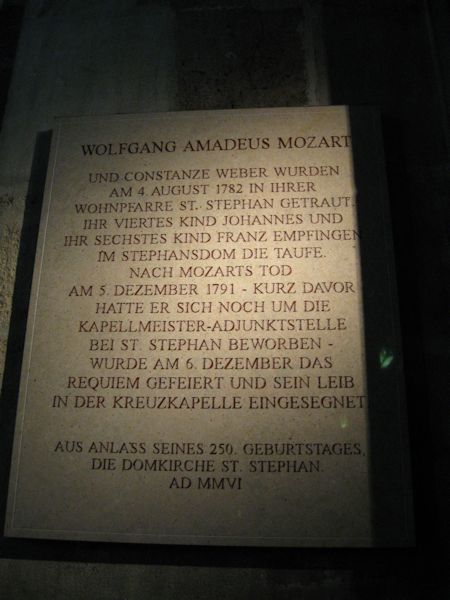 WOLFGANG AMADEUS MOZART
UND CONSTANZE WEBER WURDEN
AM 4. AUGUST 1782 IN IHRER
WOHNPFARRE ST. STEPHAN GETRAUT.
IHR VIERTES KIND JOHANNES UND
IHR SECHSTES KIND FRANZ EMPFINGEN
IM STEPHANSDOM DIE TAUFE.
NACH MOZARTS TOD
AM 5. DEZEMBER 1791 - KURZ DAVOR
HATTE ER SICH NOCH UM DIE
KAPELLMEISTER-ADJUNKTSTELLE
BEI ST. STEPHAN BEWORBEN -
WURDE AM 6. DEZEMBER DAS
REQUIEM GEFEIERT UND SEIN LEIB
IN DER KREUZKAPELLE EINGESEGNET.
AUS ANLASS SEINES 250. GEBURTSTAGES,
DIE DOMKIRCHE ST. STEPHAN.
AD MMVI